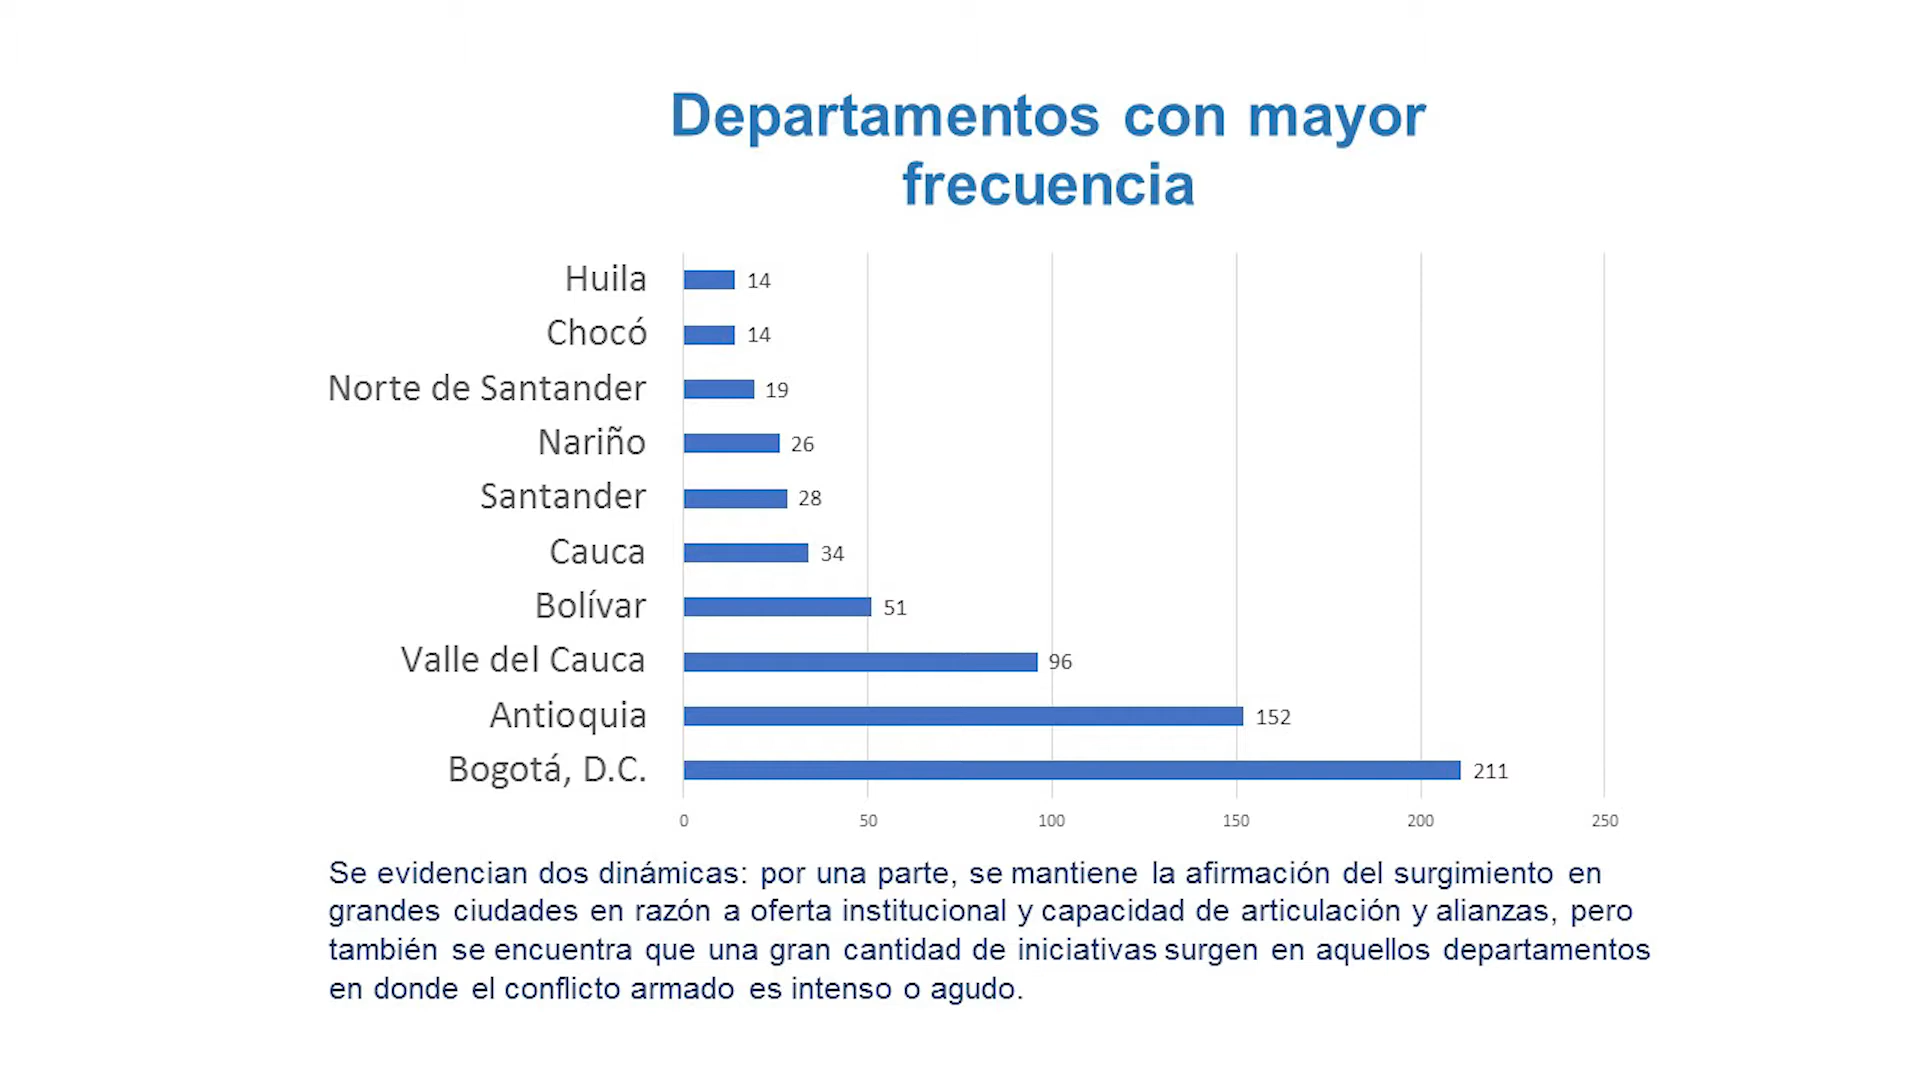 Departamentos con mayor
frecuencia
Huila 14
Chocó 14
Norte de Santander 19
Nariño 26
Santander 28
Cauca 34
Bolívar 51
Valle del Cauca 96
Antioquia 152
Bogotá, D.C. 211
0 50 100 150 200 250
Se evidencian dos dinámicas: por una parte, se mantiene la afirmación del surgimiento en
grandes ciudades en razón a oferta institucional y capacidad de articulación y alianzas, pero
también se encuentra que una gran cantidad de iniciativas surgen en aquellos departamentos
en donde el conflicto armado es intenso o agudo.